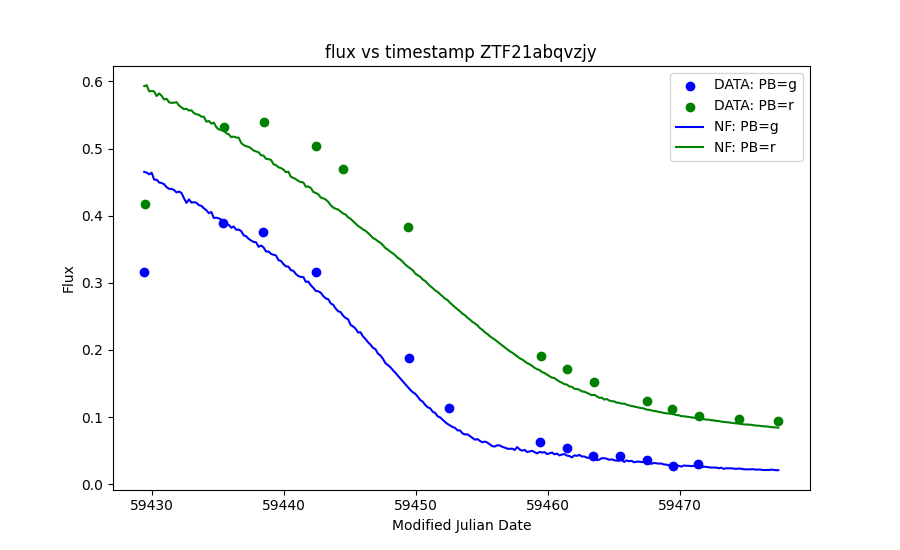 flux vs timestamp ZTF21abqvzjy
DATA: PB=g
DATA: PB=r
NF: PB=g
NF: PB=r
Flux
0.6
0.5
0.4
0.3
0.2
0.1
0.0
59430 59440 59450 59460 59470
Modified Julian Date